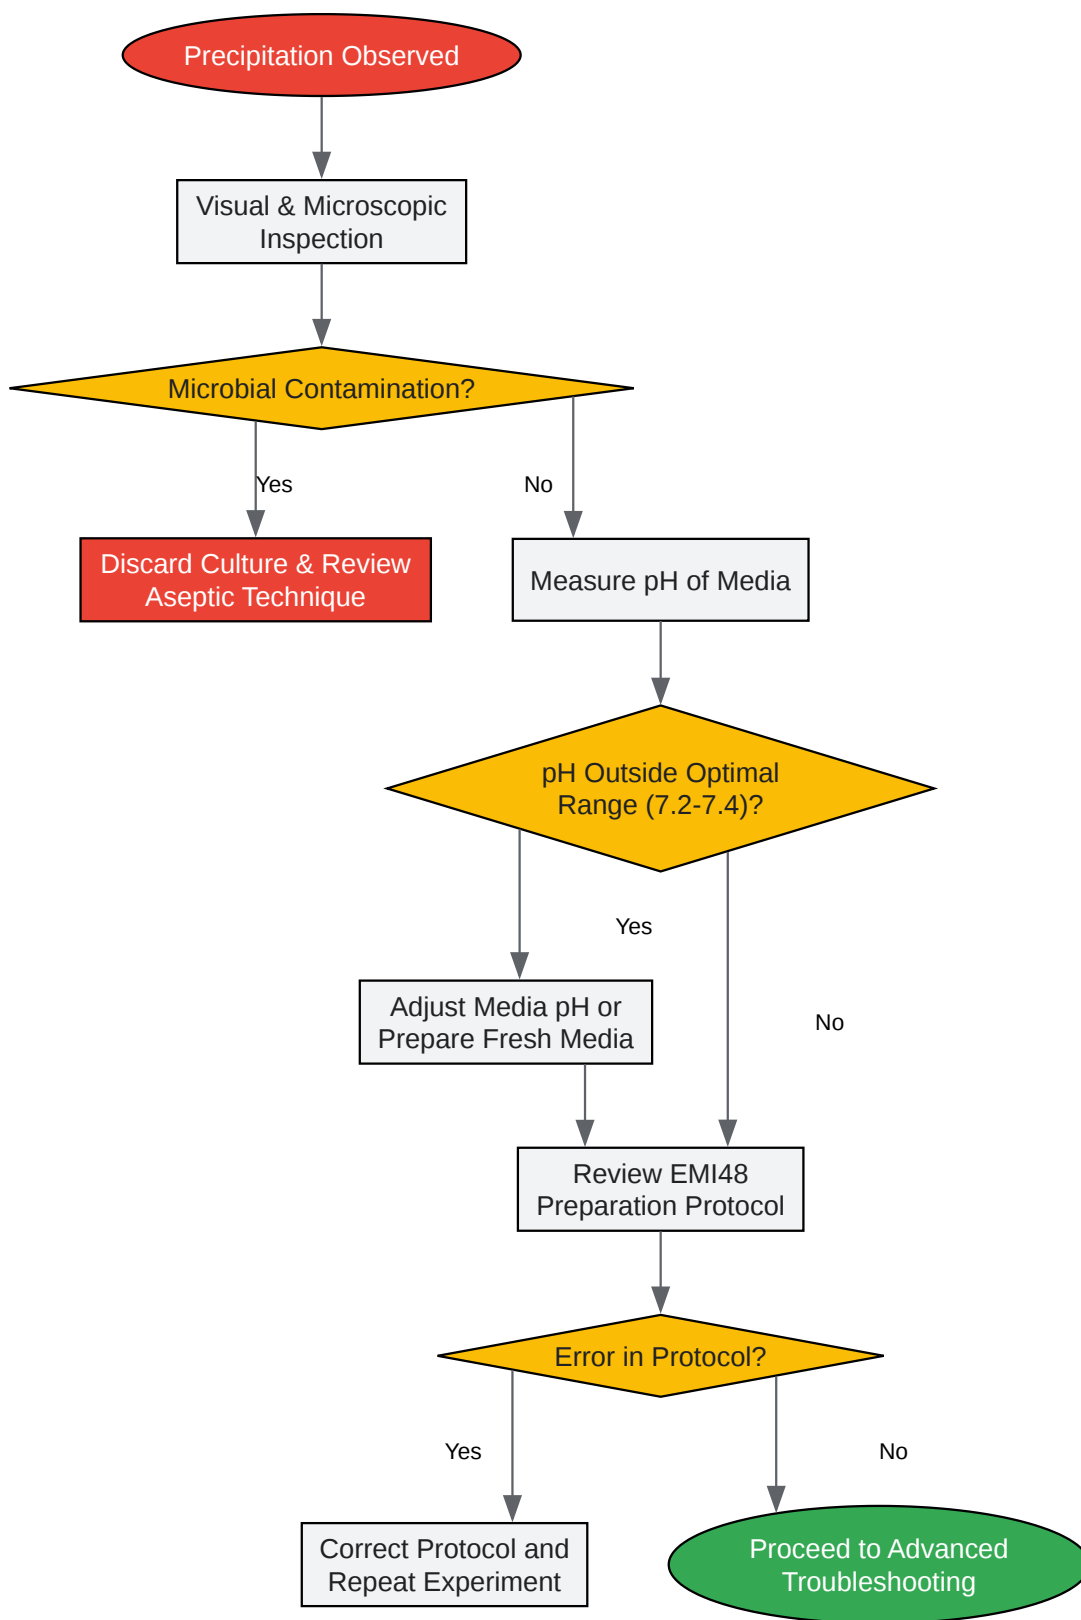 Precipitation Observed
Visual & Microscopic
Inspection
Microbial Contamination?
Yes
No
Discard Culture & Review
Aseptic Technique
Measure pH of Media
pH Outside Optimal
Range (7.2-7.4)?
Yes
Adjust Media pH or
Prepare Fresh Media
No
Review EMI48
Preparation Protocol
Error in Protocol?
Yes
No
Correct Protocol and
Repeat Experiment
Proceed to Advanced
Troubleshooting